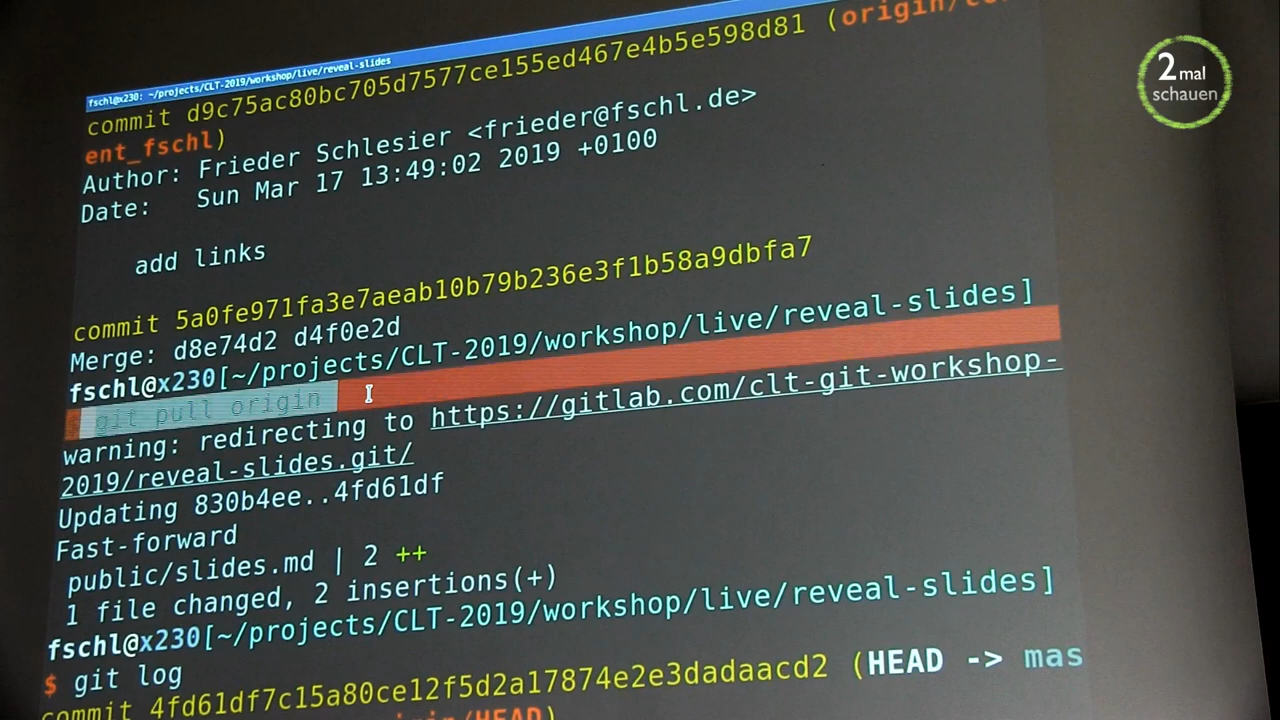 fschl@x230: ~/projects/CLT-2019/workshop/live/reveal-slides
commit d9c75ac80bc705d7577ce155ed467e4b5e598d81 (origin/
ent_fschl)
Author: Frieder Schlesier <frieder@fschl.de>
Date:   Sun Mar 17 13:49:02 2019 +0100
add links
commit 5a0fe971fa3e7aeab10b79b236e3f1b58a9dbfa7
Merge: d8e74d2 d4f0e2d
fschl@x230[~/projects/CLT-2019/workshop/live/reveal-slides]
git pull origin
warning: redirecting to https://gitlab.com/clt-git-workshop-
2019/reveal-slides.git/
Updating 830b4ee..4fd61df
Fast-forward
public/slides.md | 2 ++
1 file changed, 2 insertions(+)
fschl@x230[~/projects/CLT-2019/workshop/live/reveal-slides]
$ git log
commit 4fd61df7c15a80ce12f5d2a17874e2e3dadaacd2 (HEAD -> mas
origin/HEAD)
2 mal
schauen